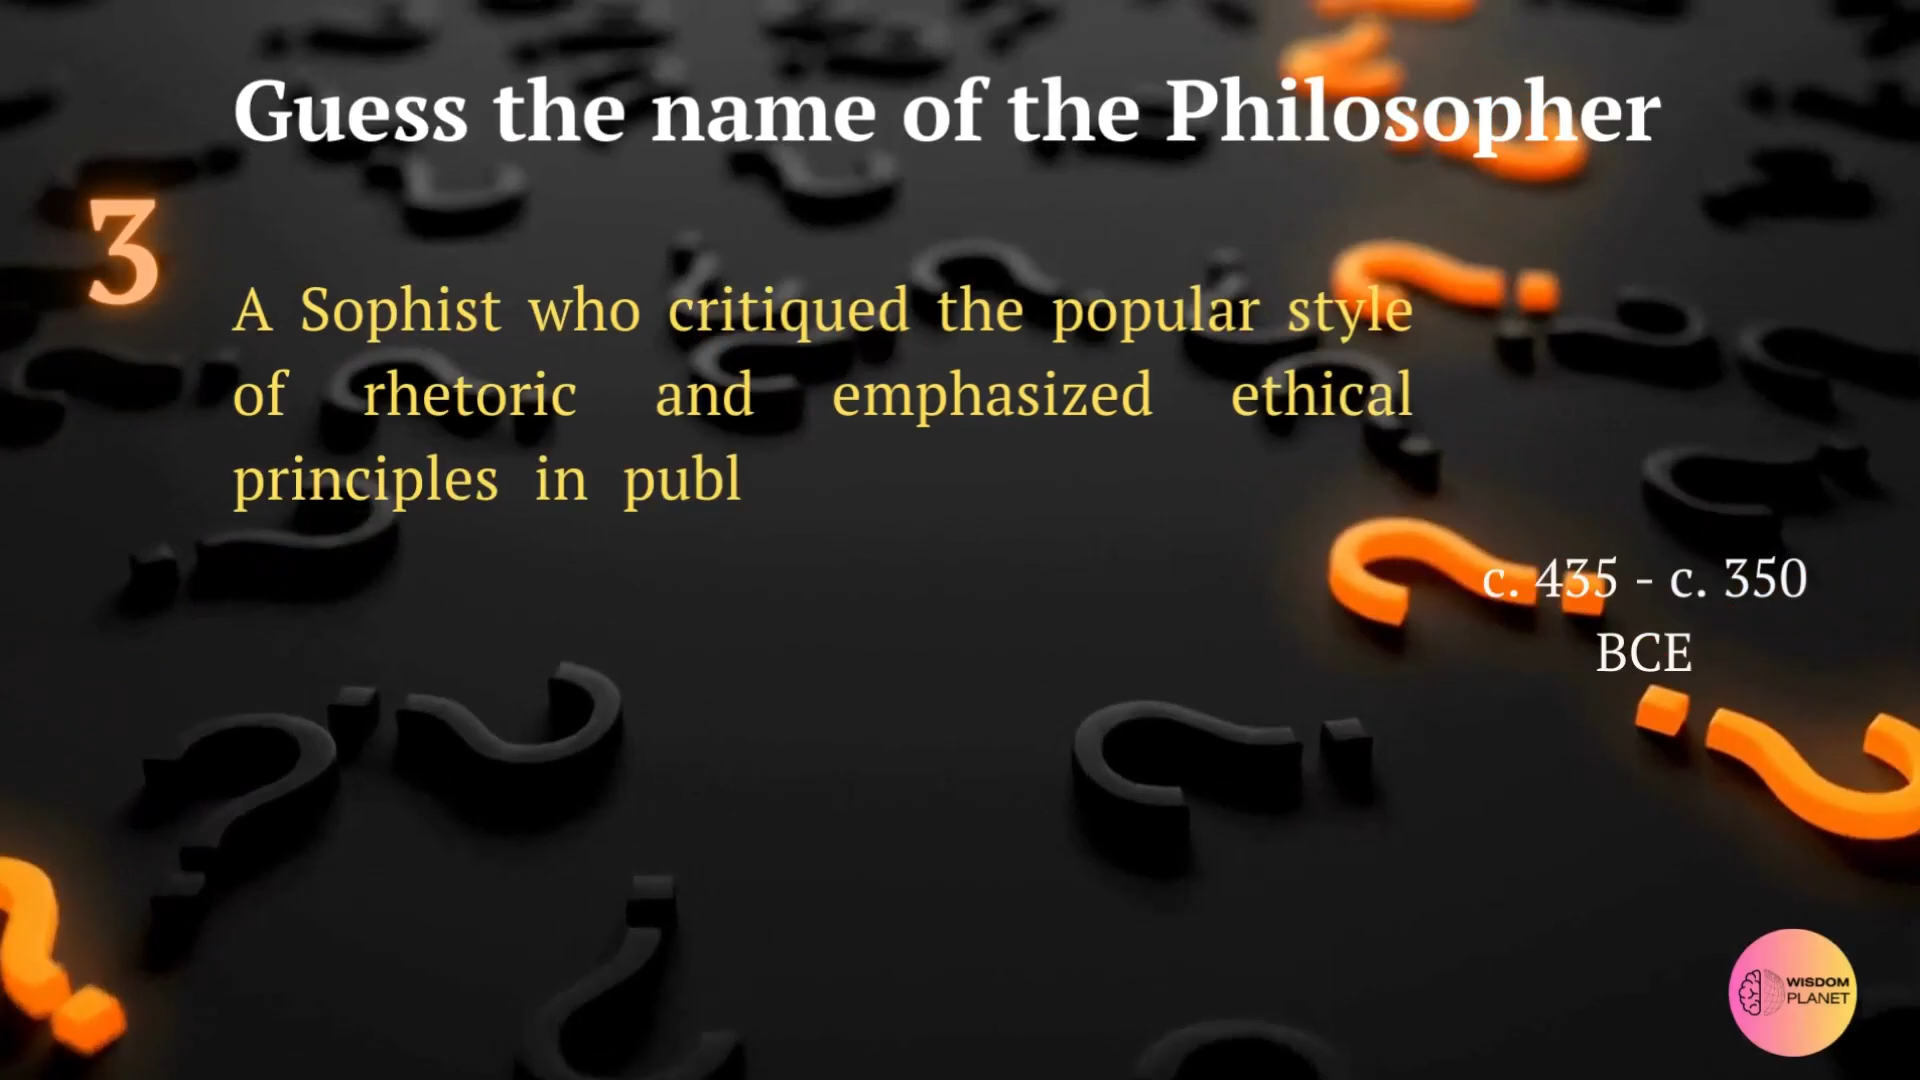 Guess the name of the Philosopher
3
A Sophist who critiqued the popular style
of rhetoric and emphasized ethical
principles in publ
c. 435 - c. 350
BCE
WISDOM
PLANET